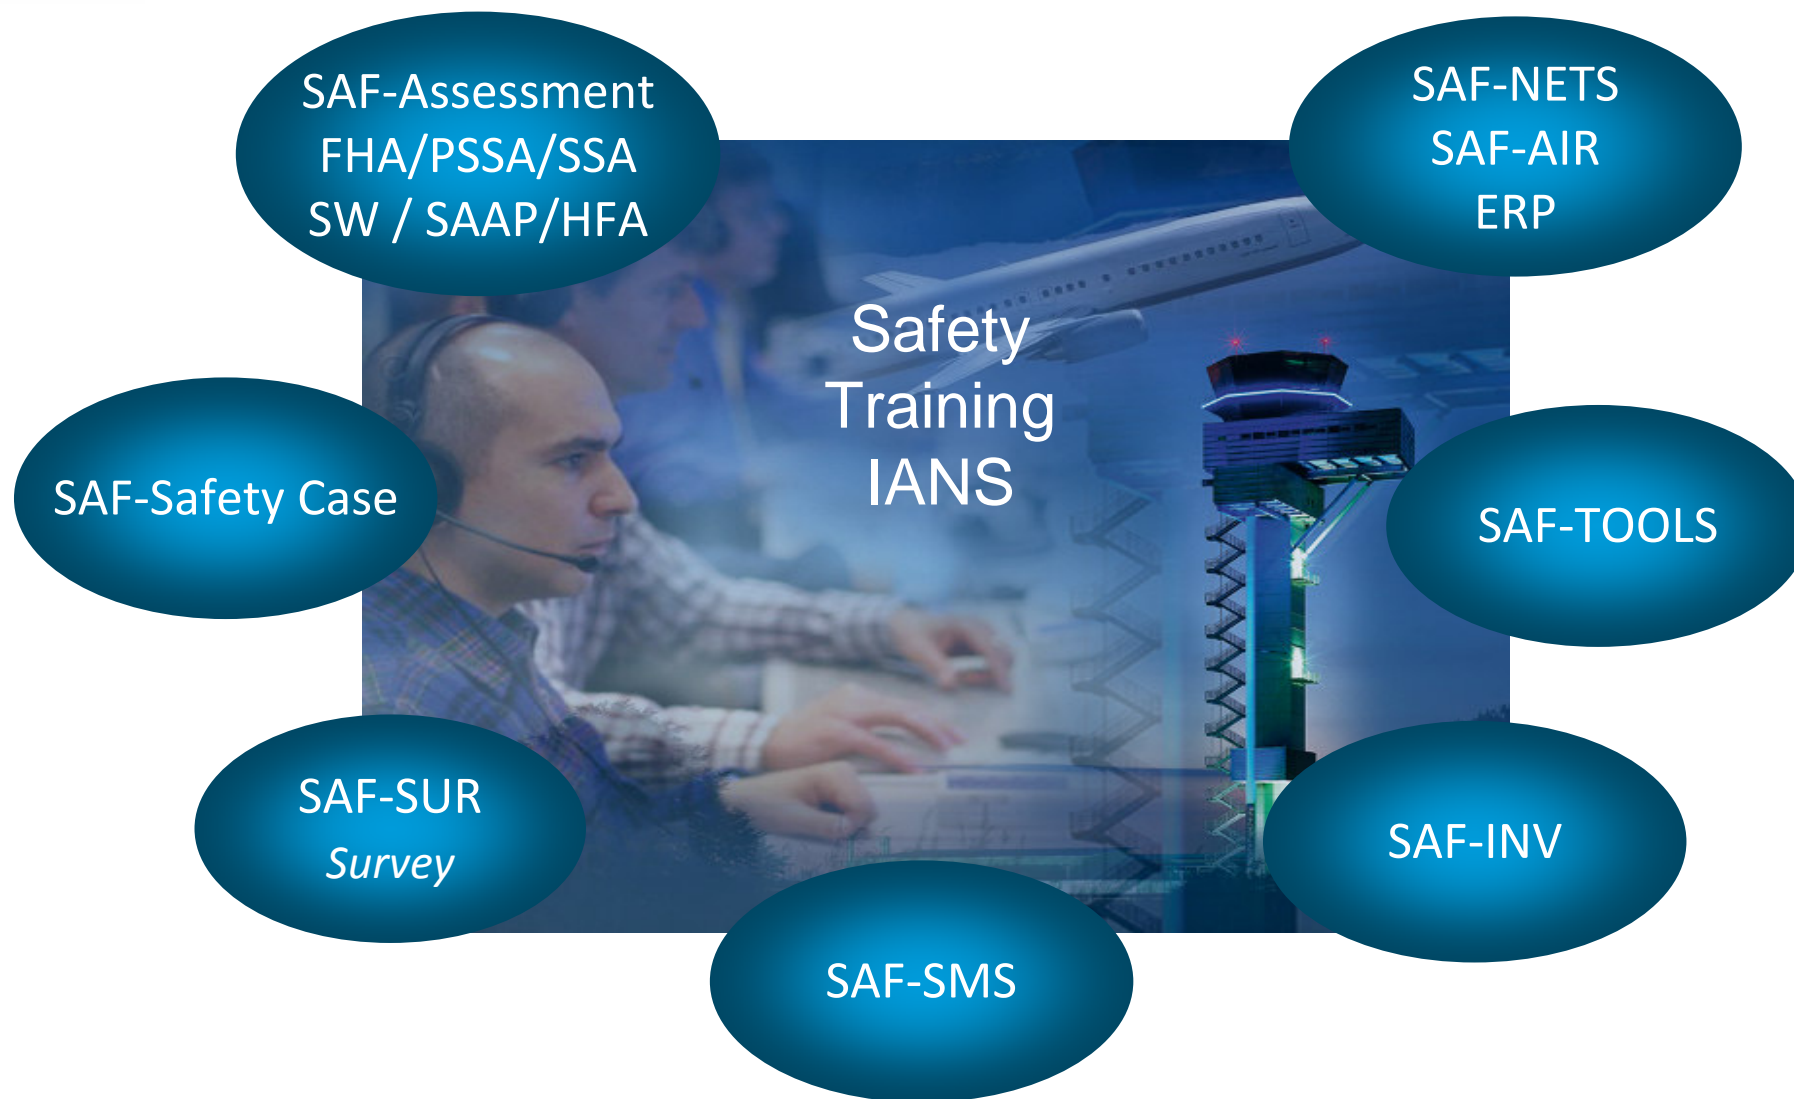 SAF-Assessment
FHA/PSSA/SSA
SW / SAAP/HFA
SAF-NETS
SAF-AIR
ERP
Safety
Training
IANS
SAF-Safety Case
SAF-TOOLS
SAF-SUR
Survey
SAF-INV
SAF-SMS